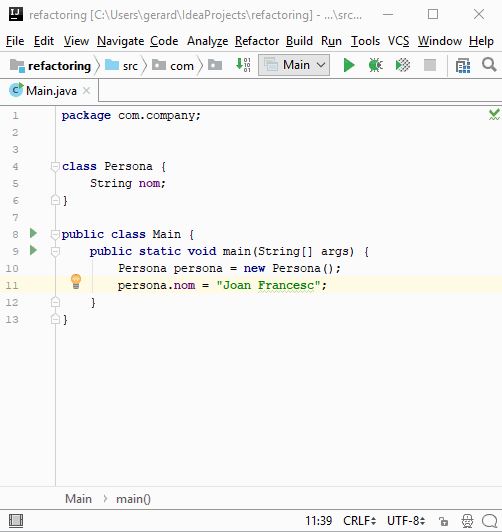 refactoring [C:\Users\gerard\IdeaProjects\refactoring] - ...\src...
File Edit View Navigate Code Analyze Refactor Build Run Tools VCS Window Help
refactoring src com Main
Main.java
1 package com.company;
2
3
4 class Persona {
5 String nom;
6 }
7
8 public class Main {
9 public static void main(String[] args) {
10 Persona persona = new Persona();
11 persona.nom = "Joan Francesc";
12 }
13 }
Main main()
11:39 CRLF UTF-8